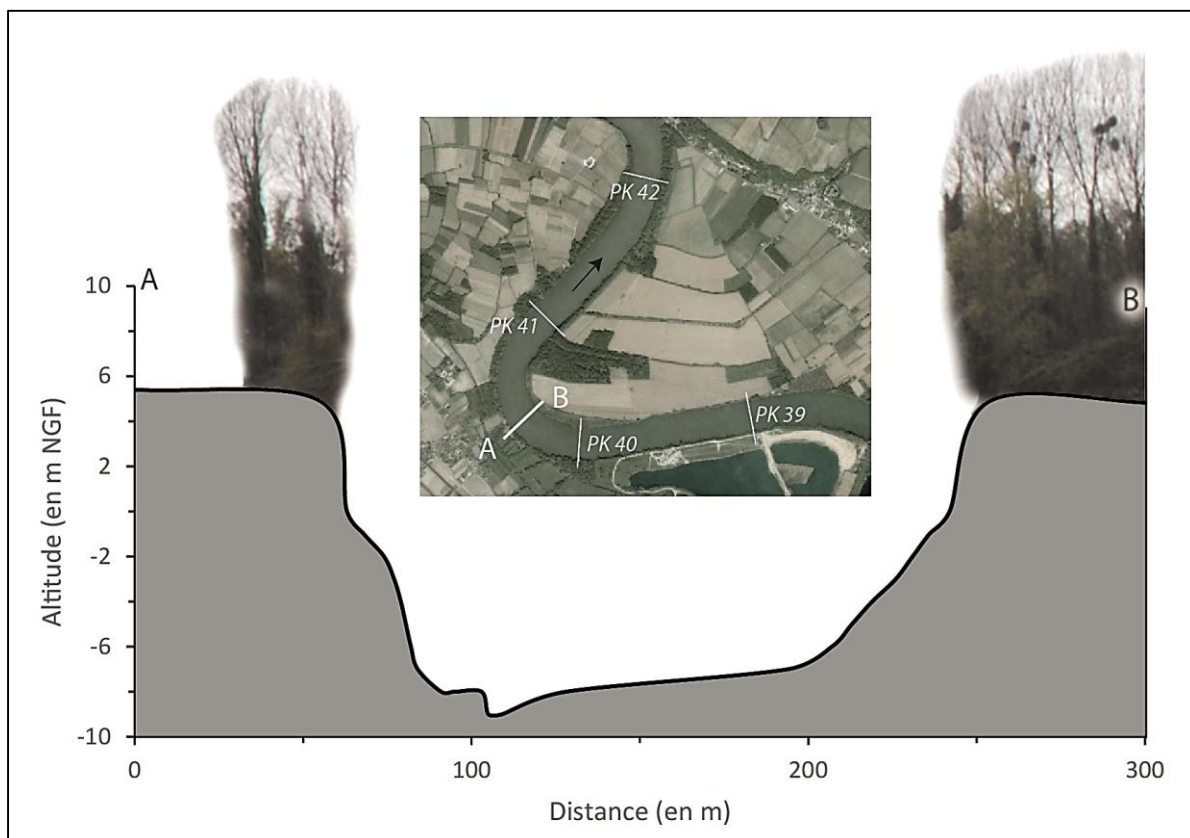 A
B
PK 42
PK 41
A
B
PK 40
PK 39
Altitude (en m NGF)
10
6
2
-2
-6
-10
0
100
200
300
Distance (en m)